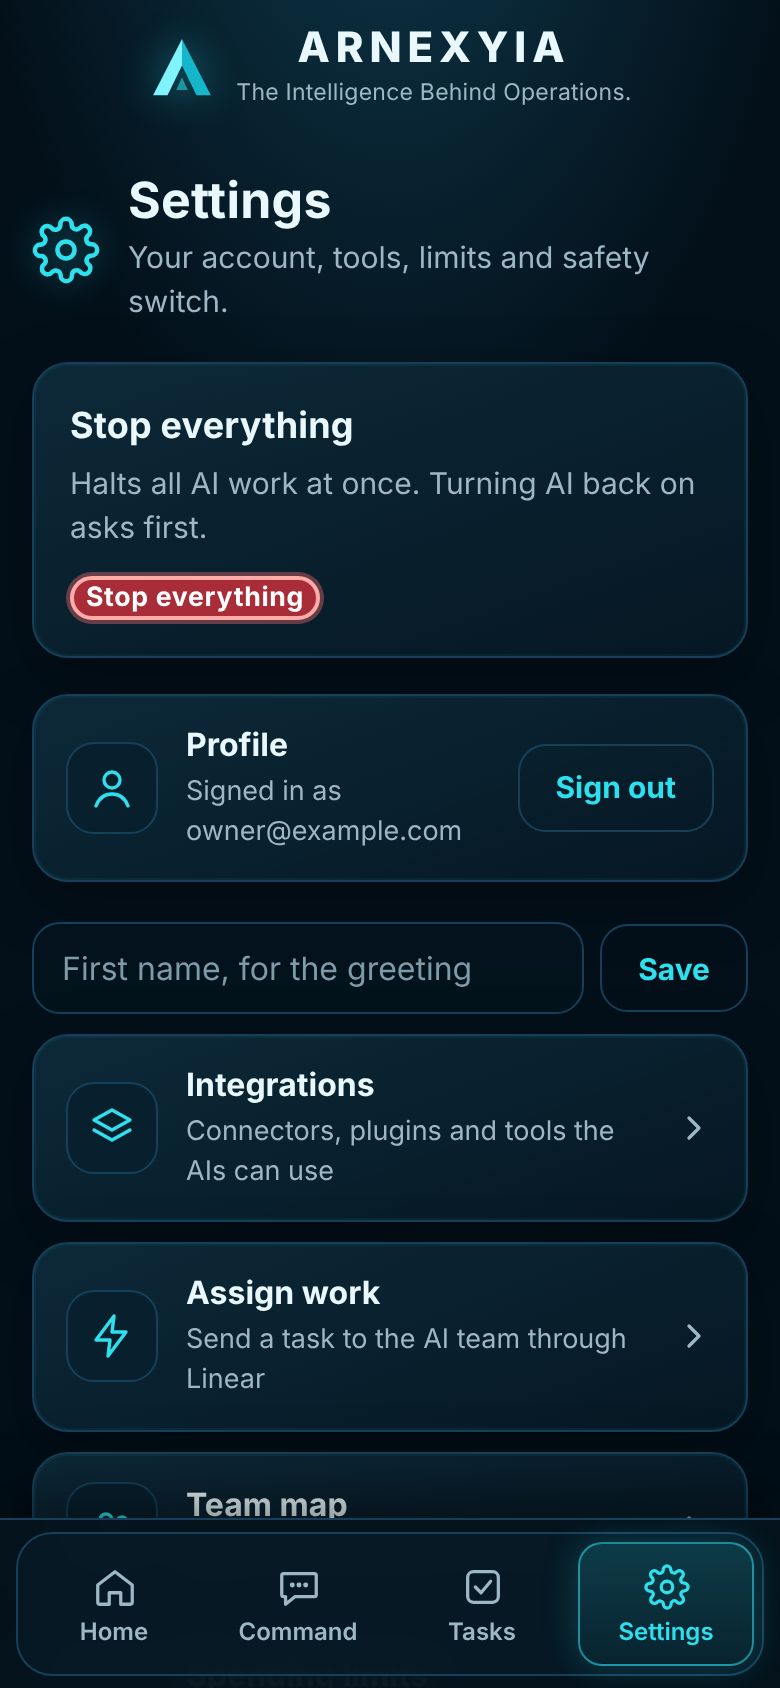 ARNEXYIA
The Intelligence Behind Operations.
Settings
Your account, tools, limits and safety
switch.
Stop everything
Halts all AI work at once. Turning AI back on
asks first.
Stop everything
Profile
Signed in as
owner@example.com
Sign out
First name, for the greeting
Save
Integrations
Connectors, plugins and tools the
AIs can use
Assign work
Send a task to the AI team through
Linear
Team map
Home
Command
Tasks
Settings
Spending limits